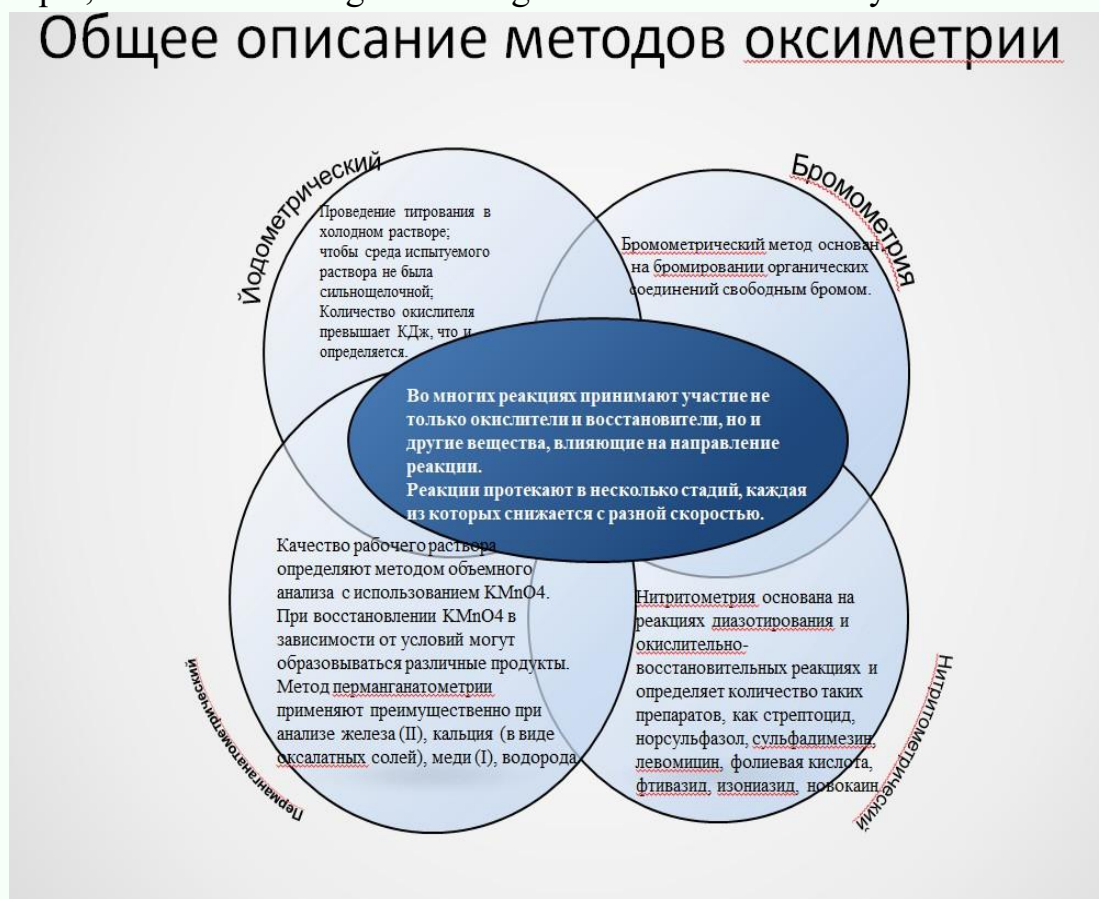 Общее описание методов оксиметрии
Йодометрический
Проведение титрования в
холодном растворе;
чтобы среда испытуемого
раствора не была
сильнощелочной;
Количество окислителя
превышает КДж, что и
определяется.
Бромометрия
Бромометрический метод основан
на бромировании органических
соединений свободным бромом.
Во многих реакциях принимают участие не
только окислители и восстановители, но и
другие вещества, влияющие на направление
реакции.
Реакции протекают в несколько стадий, каждая
из которых снижается с разной скоростью.
Качество рабочего раствора
определяют методом объемного
анализа с использованием KMnO4.
При восстановлении KMnO4 в
зависимости от условий могут
образовываться различные продукты.
Метод перманганатометрии
применяют преимущественно при
анализе железа (II), кальция (в виде
оксалатных солей), меди (I), водорода.
Перманганатометрический
Нитритометрия основана на
реакциях диазотирования и
окислительно-
восстановительных реакциях и
определяет количество таких
препаратов, как стрептоцид,
норсульфазол, сульфадимезин,
левомицин, фолиевая кислота,
фтивазид, изониазид, новокаин
Нитритометрический